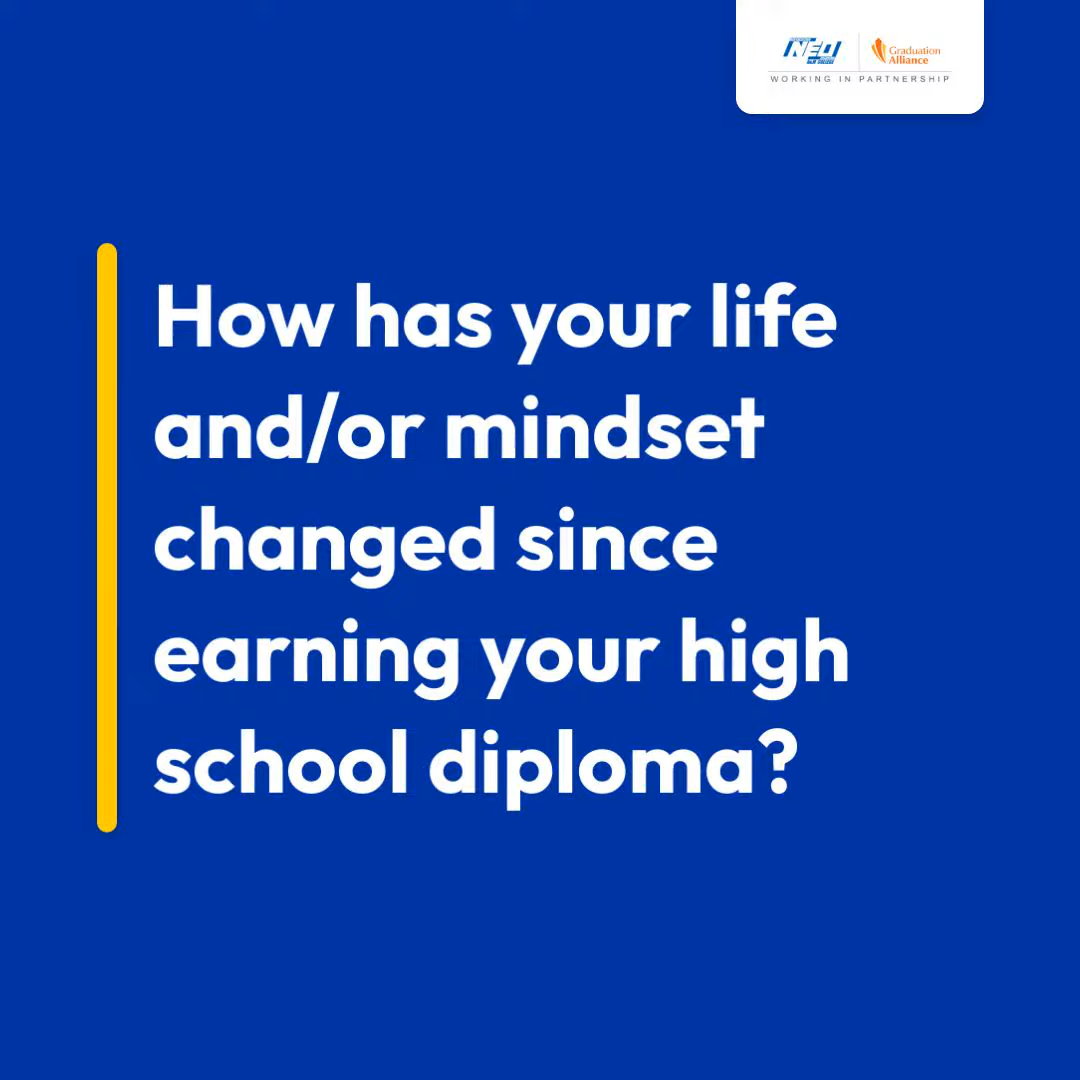 NEO
Graduation
Alliance
WORKING IN PARTNERSHIP
How has your life
and/or mindset
changed since
earning your high
school diploma?